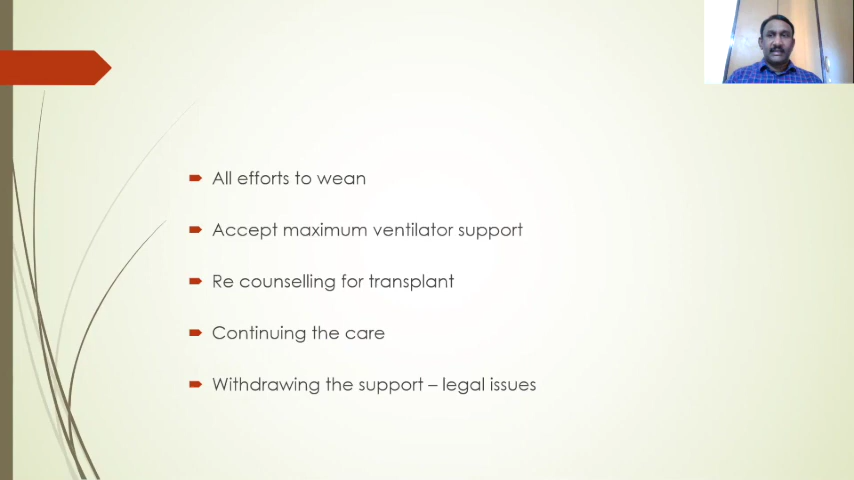 All efforts to wean
Accept maximum ventilator support
Re counselling for transplant
Continuing the care
Withdrawing the support – legal issues